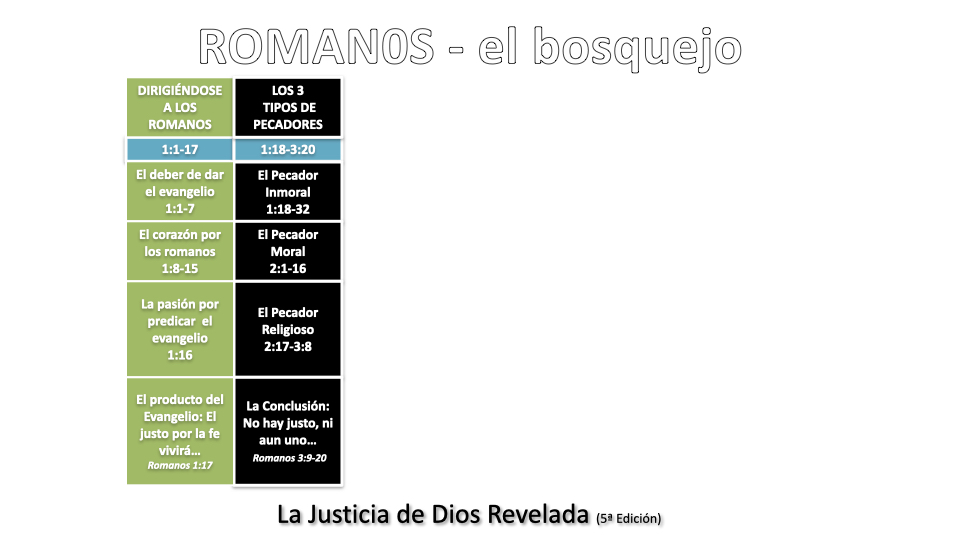 ROMAN0S - el bosquejo
DIRIGIÉNDOSE
A LOS
ROMANOS
LOS 3
TIPOS DE
PECADORES
1:1-17
1:18-3:20
El deber de dar
el evangelio
1:1-7
El Pecador
Inmoral
1:18-32
El corazón por
los romanos
1:8-15
El Pecador
Moral
2:1-16
La pasión por
predicar el
evangelio
1:16
El Pecador
Religioso
2:17-3:8
El producto del
Evangelio: El
justo por la fe
vivirá…
Romanos 1:17
La Conclusión:
No hay justo, ni
aun uno…
Romanos 3:9-20
La Justicia de Dios Revelada (5ª Edición)